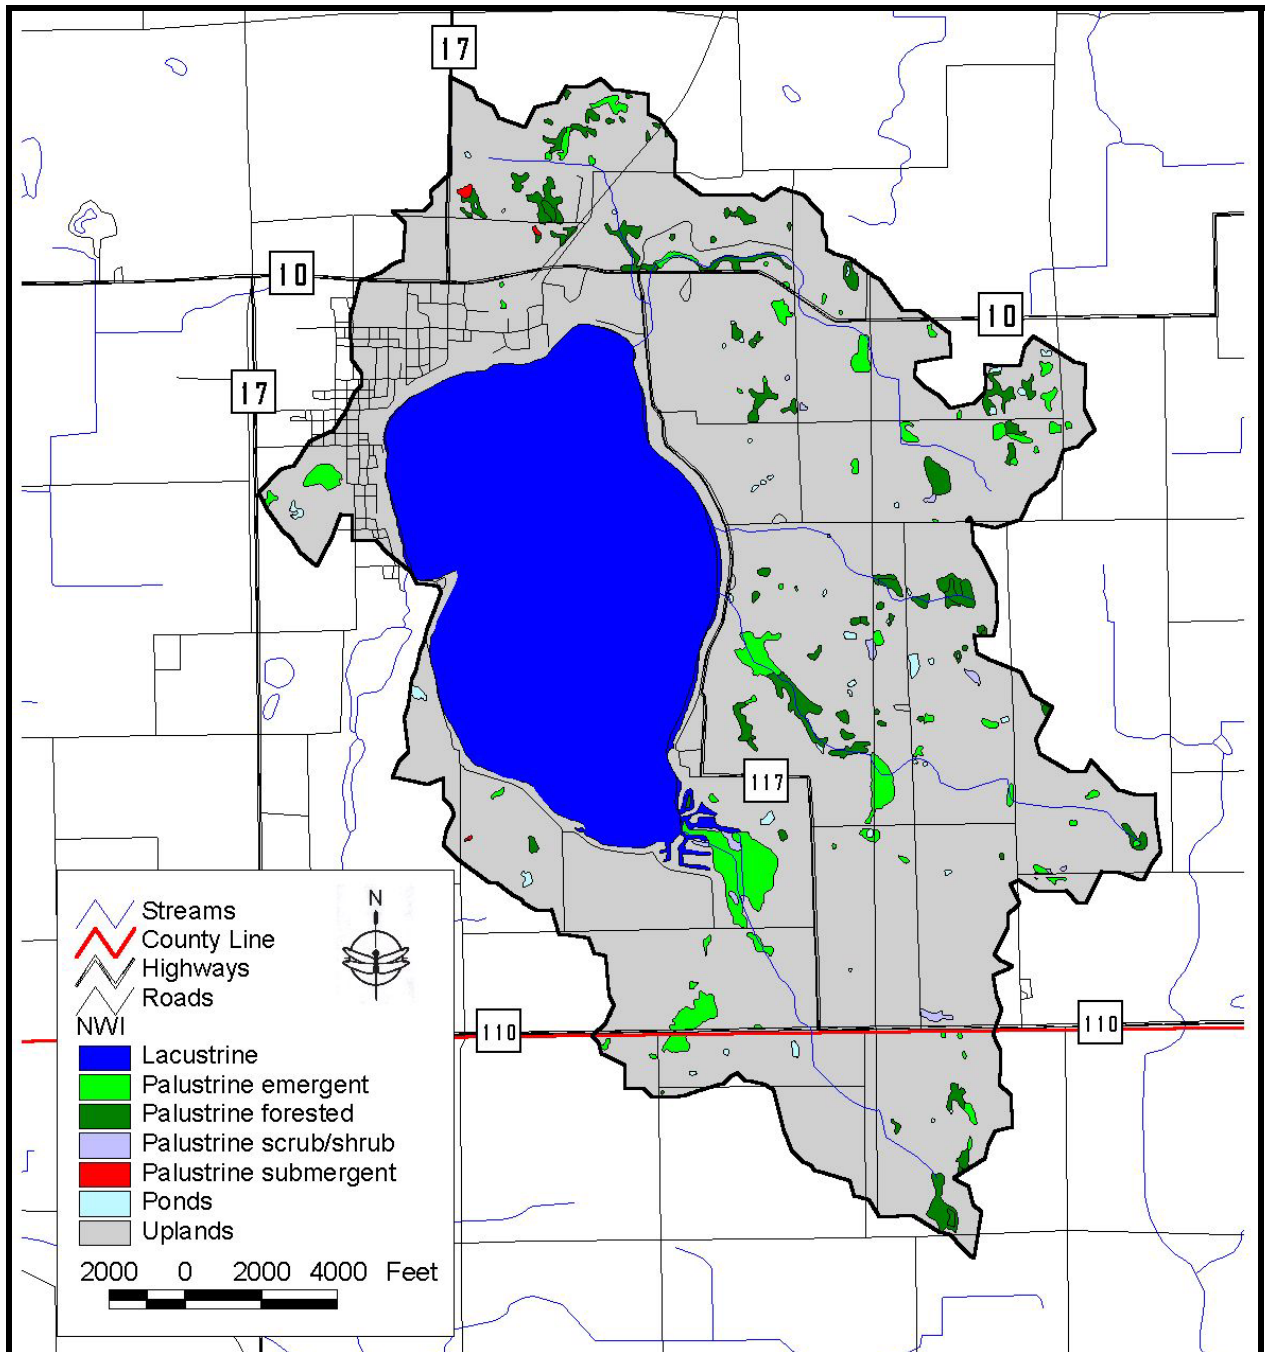 17
10
10
17
117
N
Streams
County Line
Highways
Roads
NWI
110
110
Lacustrine
Palustrine emergent
Palustrine forested
Palustrine scrub/shrub
Palustrine submergent
Ponds
Uplands
2000 0 2000 4000 Feet